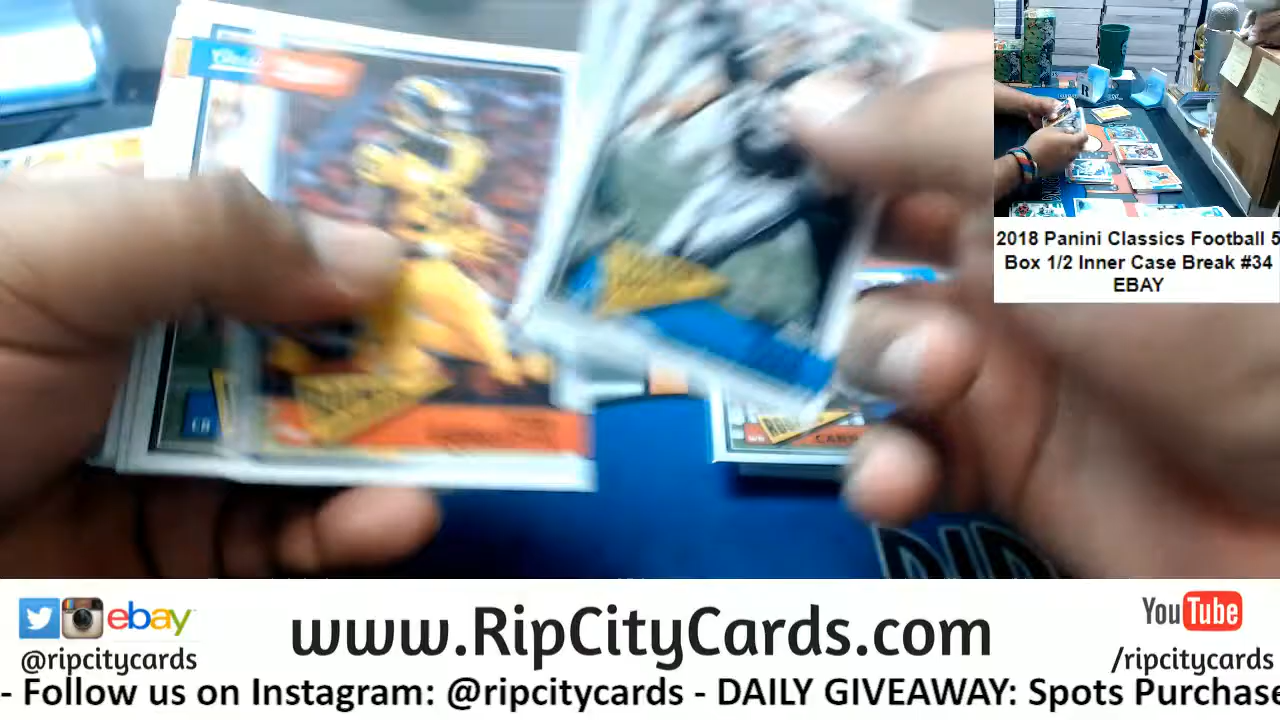 2018 Panini Classics Football 5
Box 1/2 Inner Case Break #34
EBAY
ebay
www.RipCityCards.com
YouTube
@ripcitycards
/ripcitycards
- Follow us on Instagram: @ripcitycards - DAILY GIVEAWAY: Spots Purchase